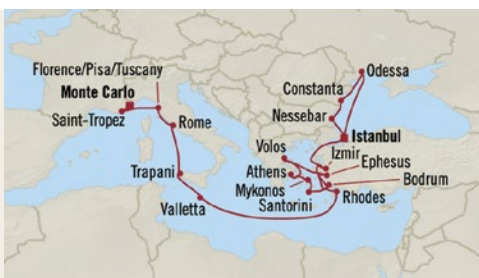 Odessa
Florence/Pisa/Tuscany
Constanta
Monte Carlo
Nessebar
Saint-Tropez
Rome
Istanbul
Volos
Izmir
Ephesus
Trapani
Athens
Mykonos
Bodrum
Santorini
Rhodes
Valletta